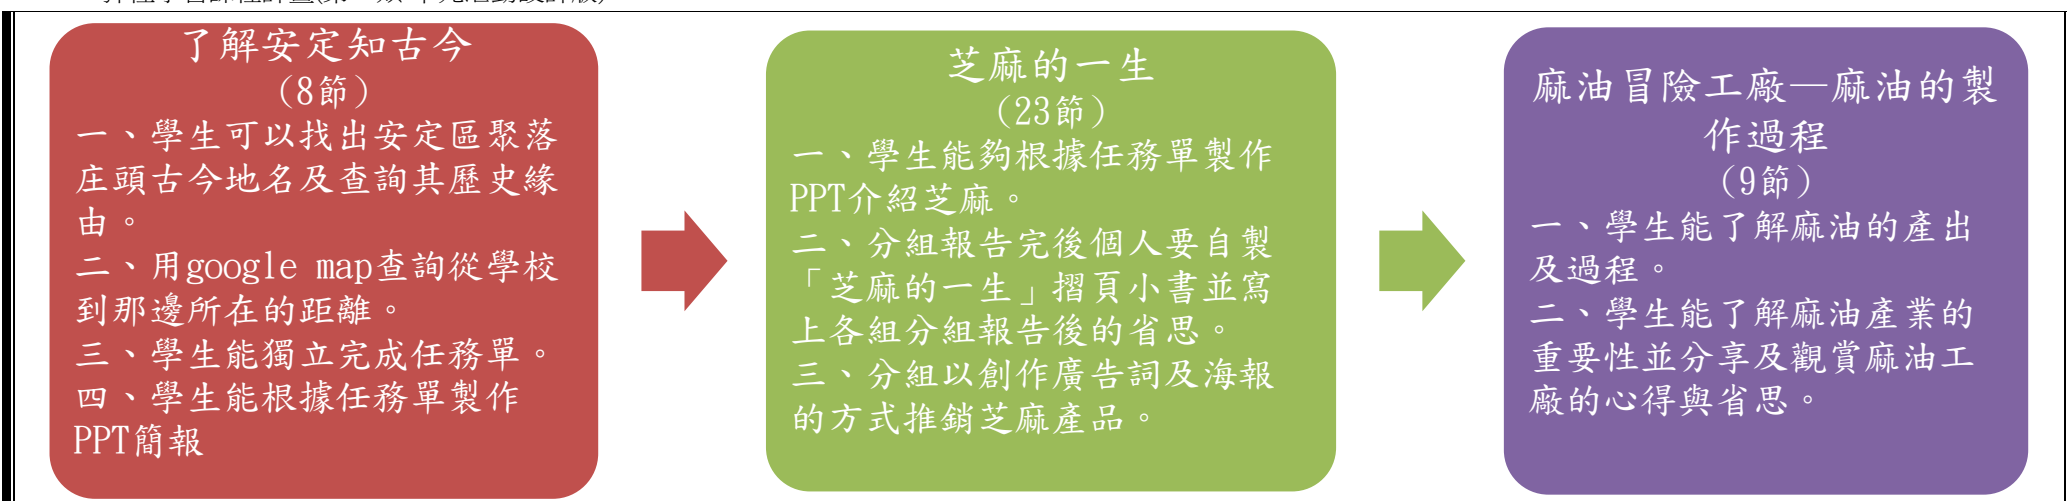 了解安定知古今
（8節）
一、學生可以找出安定區聚落
庄頭古今地名及查詢其歷史緣
由。
二、用google map查詢從學校
到那邊所在的距離。
三、學生能獨立完成任務單。
四、學生能根據任務單製作
PPT簡報
芝麻的一生
（23節）
一、學生能夠根據任務單製作
PPT介紹芝麻。
二、分組報告完後個人要自製
「芝麻的一生」摺頁小書並寫
上各組分組報告後的省思。
三、分組以創作廣告詞及海報
的方式推銷芝麻產品。
麻油冒險工廠—麻油的製
作過程
（9節）
一、學生能了解麻油的產出
及過程。
二、學生能了解麻油產業的
重要性並分享及觀賞麻油工
廠的心得與省思。